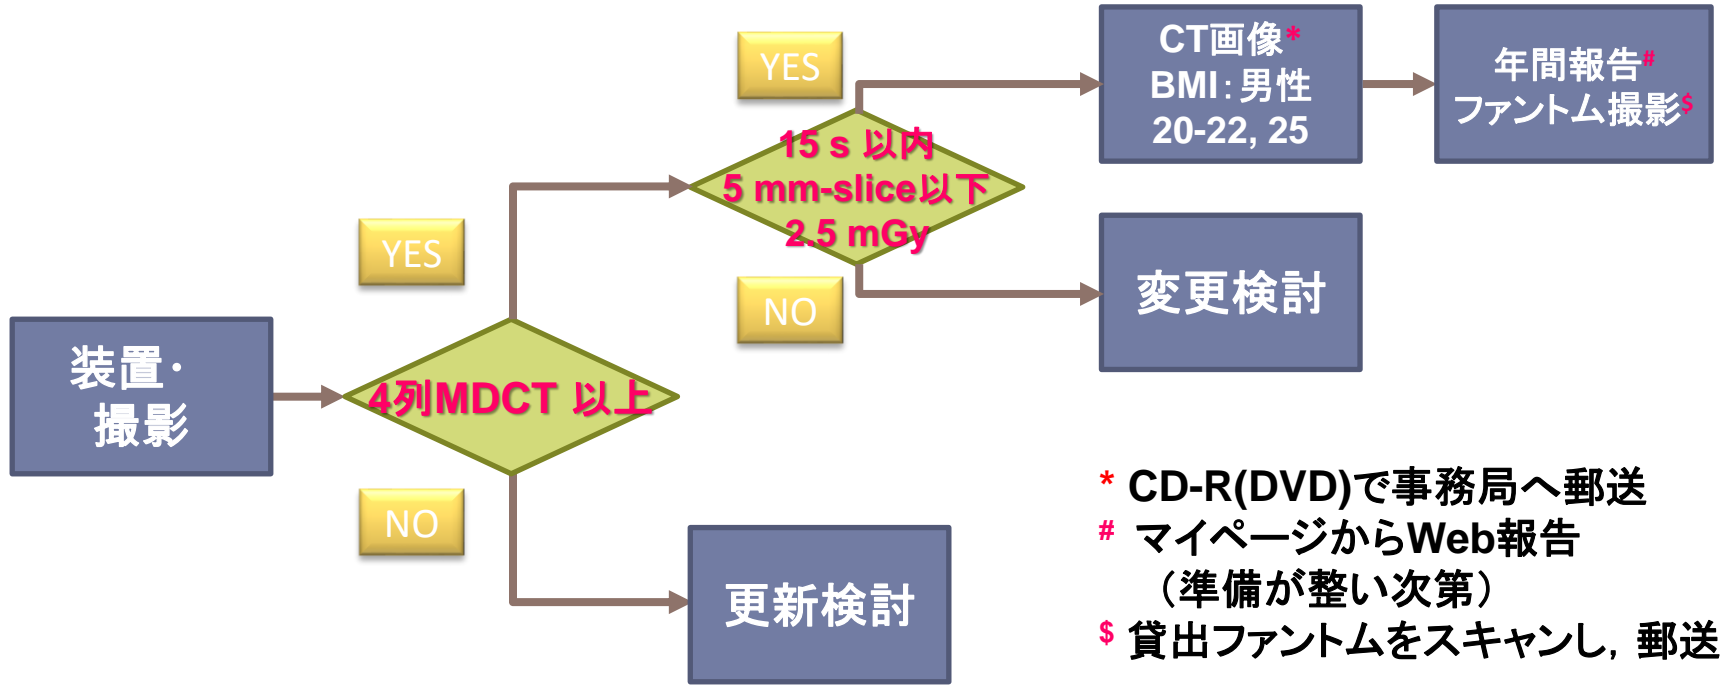 装置・
撮影
4列MDCT 以上
YES
NO
更新検討
15 s 以内
5 mm-slice以下
2.5 mGy
YES
NO
CT画像*
BMI：男性
20-22, 25
変更検討
年間報告#
ファントム撮影$
* CD-R(DVD)で事務局へ郵送
# マイページからWeb報告
（準備が整い次第）
$ 貸出ファントムをスキャンし，郵送